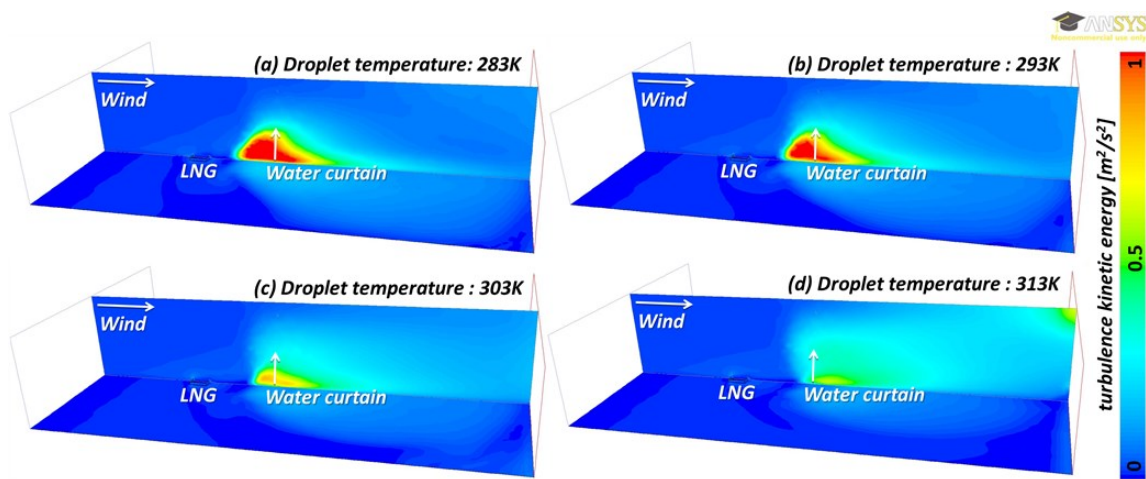 ANSYS
Noncommercial use only
(a) Droplet temperature: 283K
Wind
LNG
Water curtain
(b) Droplet temperature : 293K
Wind
LNG
Water curtain
(c) Droplet temperature : 303K
Wind
LNG
Water curtain
(d) Droplet temperature : 313K
Wind
LNG
Water curtain
turbulence kinetic energy [m²/s²]
1
0.5
0